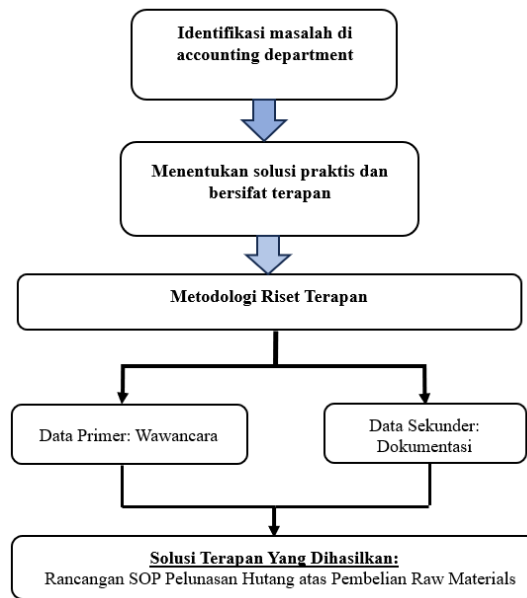 Identifikasi masalah di
accounting department
Menentukan solusi praktis dan
bersifat terapan
Metodologi Riset Terapan
Data Primer: Wawancara
Data Sekunder:
Dokumentasi
Solusi Terapan Yang Dihasilkan:
Rancangan SOP Pelunasan Hutang atas Pembelian Raw Materials